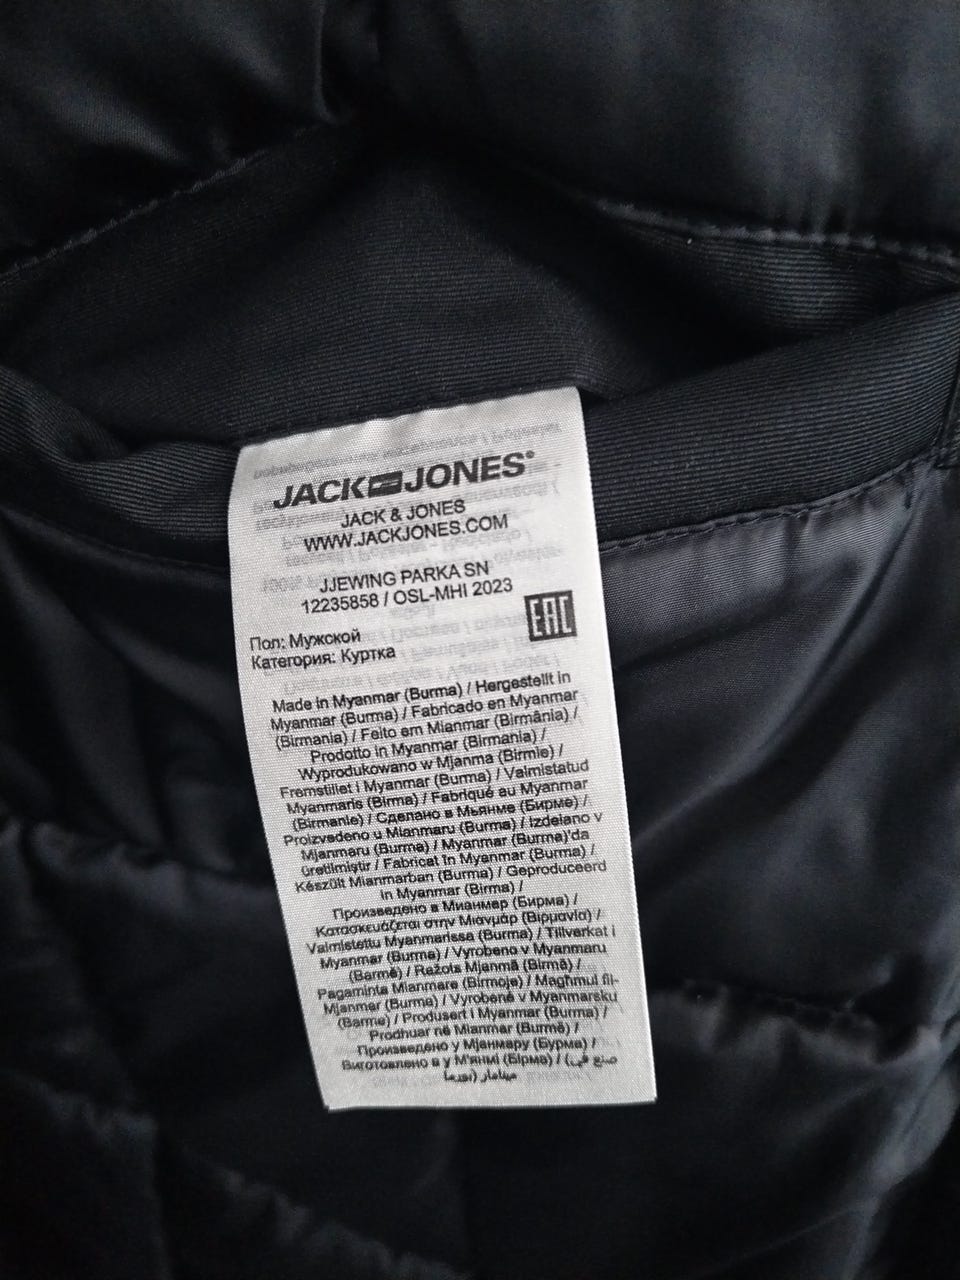 JACK JONES®
JACK & JONES
WWW.JACKJONES.COM
JJEWING PARKA SN
12235858 / OSL-MHI 2023
EAC
Пол: Мужской
Категория: Куртка
Made in Myanmar (Burma) / Hergestellt in
Myanmar (Burma) / Fabricado en Myanmar
(Birmania) / Feito em Mianmar (Birmânia) /
Prodotto in Myanmar (Birmania) /
Wyprodukowano w Mjanma (Birmie) /
Fremstillet i Myanmar (Burma) / Valmistatud
Myanmaris (Birma) / Fabriqué au Myanmar
(Birmanie) / Сделано в Мьянме (Бирме) /
Proizvedeno u Mianmaru (Burma) / Izdelano v
Mjanmaru (Burma) / Myanmar (Burma)'da
üretilmiştir / Fabricat în Myanmar (Burma) /
Készült Mianmarban (Burma) / Geproduceerd
in Myanmar (Birma) /
Произведено в Мианмар (Бирма) /
Κατασκευάζεται στην Μιανμάρ (Βιρμανία) /
Valmistettu Myanmarissa (Burma) / Tillverkat i
Myanmar (Burma) / Vyrobeno v Myanmaru
(Barmě) / Ražots Mjanmā (Birmā) /
Pagaminta Mianmare (Birmoje) / Magħmul fil-
Mjanmar (Burma) / Vyrobené v Myanmarsku
(Barme) / Produsert i Myanmar (Burma) /
Prodhuar në Mianmar (Burmë) /
Произведено у Мјанмару (Бурма) /
Виготовлено в у М'янмі (Бірма) / صنع في
ميانمار (بورما)